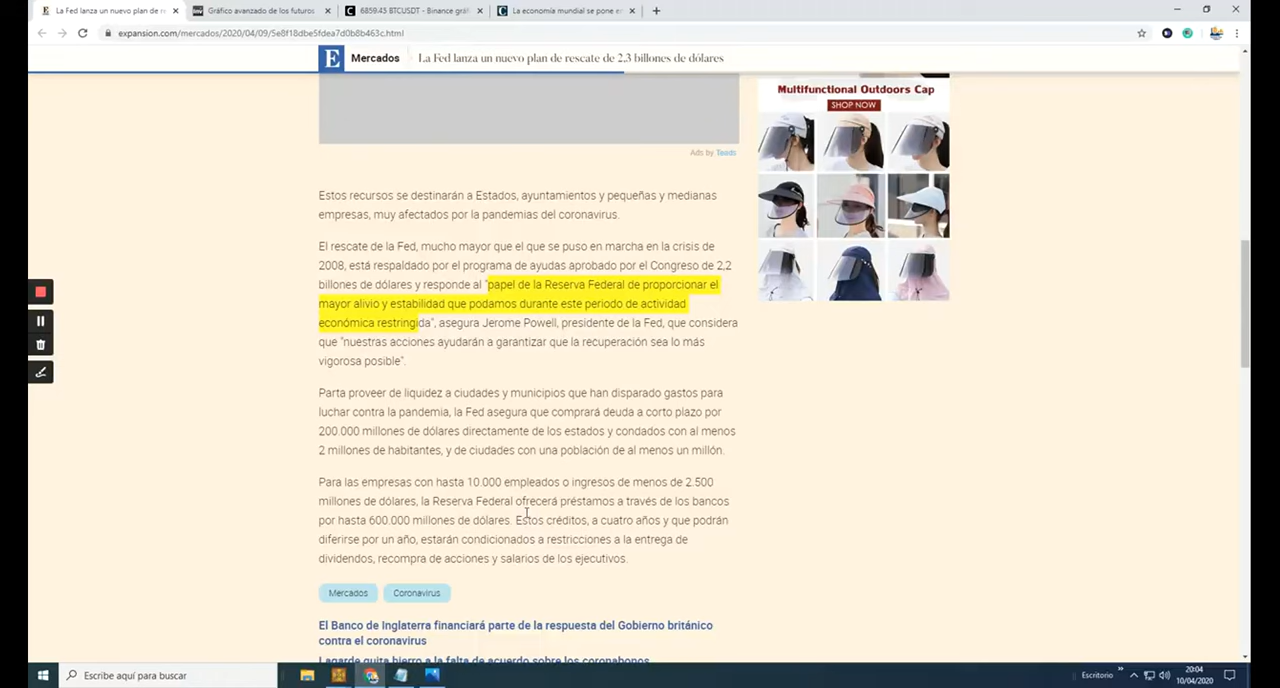 La Fed lanza un nuevo plan de re
Gráfico avanzado de los futuros
6859.43 BTCUSDT - Binance gráf
La economía mundial se pone en
expansion.com/mercados/2020/04/09/5e8f18dbe5fdea7d0b8b463c.html
E Mercados La Fed lanza un nuevo plan de rescate de 2,3 billones de dólares
Multifunctional Outdoors Cap
SHOP NOW
Ads by Teads
Estos recursos se destinarán a Estados, ayuntamientos y pequeñas y medianas
empresas, muy afectados por la pandemias del coronavirus.
El rescate de la Fed, mucho mayor que el que se puso en marcha en la crisis de
2008, está respaldado por el programa de ayudas aprobado por el Congreso de 2,2
billones de dólares y responde al "papel de la Reserva Federal de proporcionar el
mayor alivio y estabilidad que podamos durante este periodo de actividad
económica restringida", asegura Jerome Powell, presidente de la Fed, que considera
que "nuestras acciones ayudarán a garantizar que la recuperación sea lo más
vigorosa posible".
Parta proveer de liquidez a ciudades y municipios que han disparado gastos para
luchar contra la pandemia, la Fed asegura que comprará deuda a corto plazo por
200.000 millones de dólares directamente de los estados y condados con al menos
2 millones de habitantes, y de ciudades con una población de al menos un millón.
Para las empresas con hasta 10.000 empleados o ingresos de menos de 2.500
millones de dólares, la Reserva Federal ofrecerá préstamos a través de los bancos
por hasta 600.000 millones de dólares. Estos créditos, a cuatro años y que podrán
diferirse por un año, estarán condicionados a restricciones a la entrega de
dividendos, recompra de acciones y salarios de los ejecutivos.
Mercados Coronavirus
El Banco de Inglaterra financiará parte de la respuesta del Gobierno británico
contra el coronavirus
Lagarde quita hierro a la falta de acuerdo sobre los coronabonos
Escribe aquí para buscar
Escritorio
20:04
10/04/2020